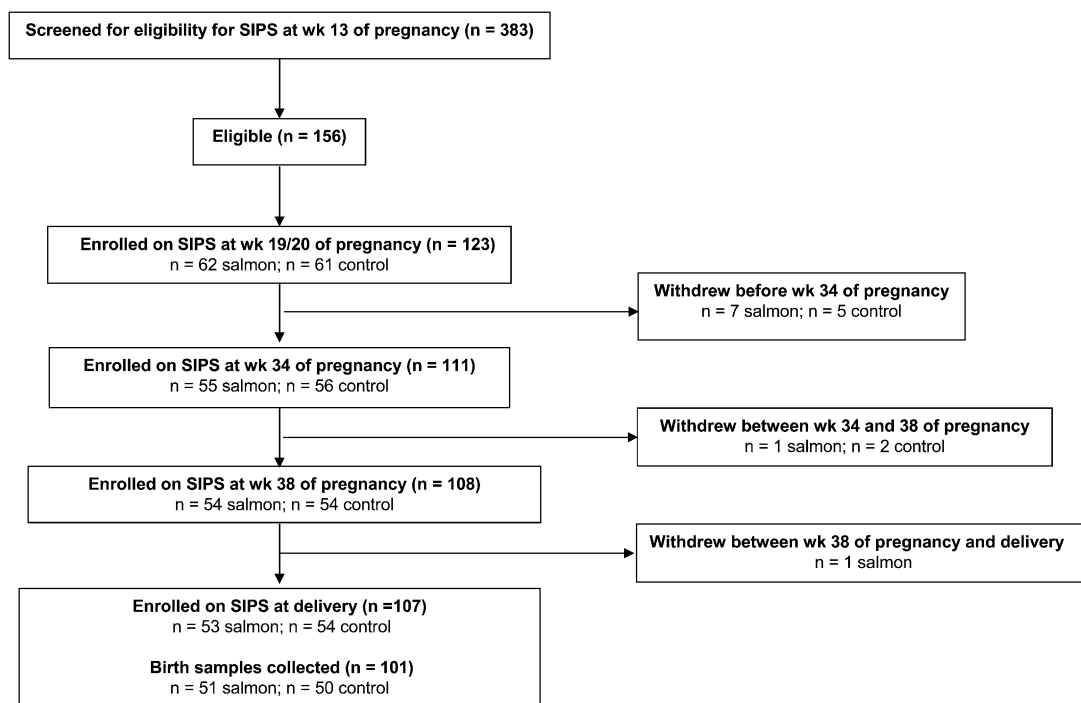 Screened for eligibility for SIPS at wk 13 of pregnancy (n = 383)
Eligible (n = 156)
Enrolled on SIPS at wk 19/20 of pregnancy (n = 123)
n = 62 salmon; n = 61 control
Withdrew before wk 34 of pregnancy
n = 7 salmon; n = 5 control
Enrolled on SIPS at wk 34 of pregnancy (n = 111)
n = 55 salmon; n = 56 control
Withdrew between wk 34 and 38 of pregnancy
n = 1 salmon; n = 2 control
Enrolled on SIPS at wk 38 of pregnancy (n = 108)
n = 54 salmon; n = 54 control
Withdrew between wk 38 of pregnancy and delivery
n = 1 salmon
Enrolled on SIPS at delivery (n =107)
n = 53 salmon; n = 54 control
Birth samples collected (n = 101)
n = 51 salmon; n = 50 control